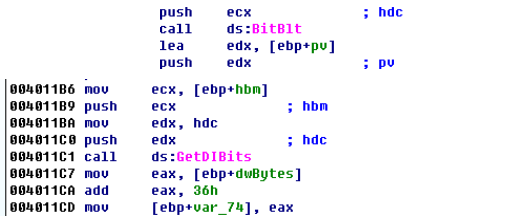 push ecx ; hdc
call ds:BitBlt
lea edx, [ebp+pv]
push edx ; pv
004011B6 mov ecx, [ebp+hbm]
004011B9 push ecx ; hbm
004011BA mov edx, hdc
004011C0 push edx ; hdc
004011C1 call ds:GetDIBits
004011C7 mov eax, [ebp+dwBytes]
004011CA add eax, 36h
004011CD mov [ebp+var_74], eax